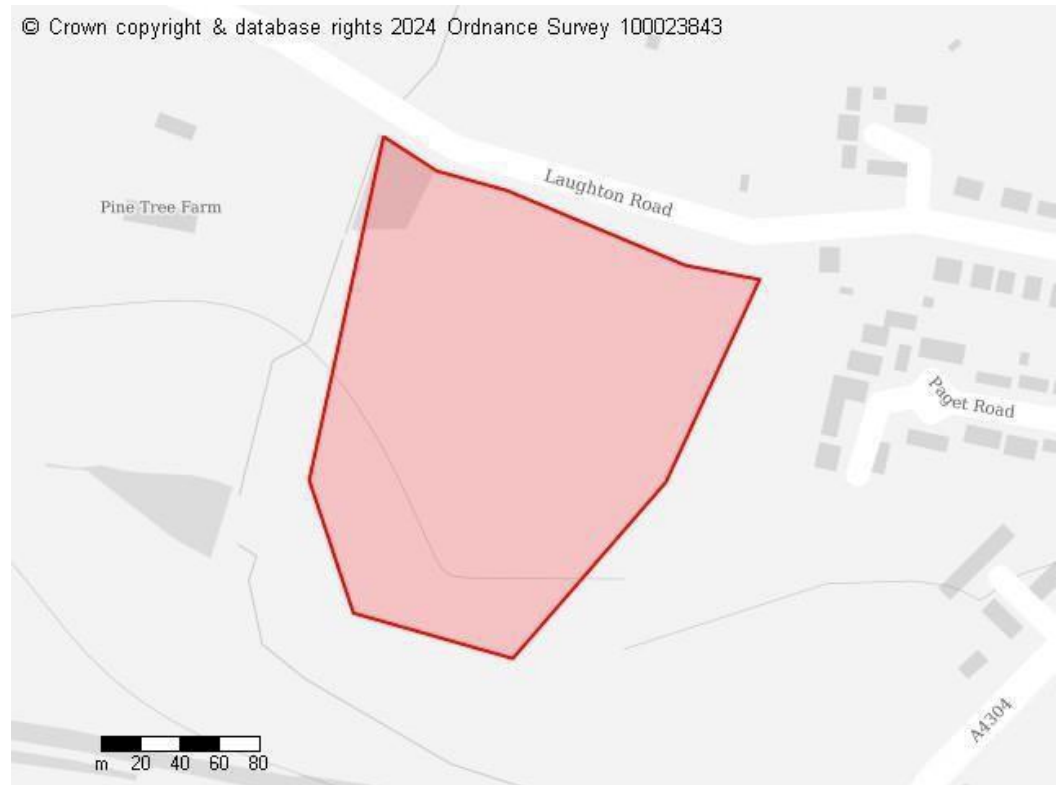 © Crown copyright & database rights 2024 Ordnance Survey 100023843
Laughton Road
Pine Tree Farm
Paget Road
A4304
m 20 40 60 80